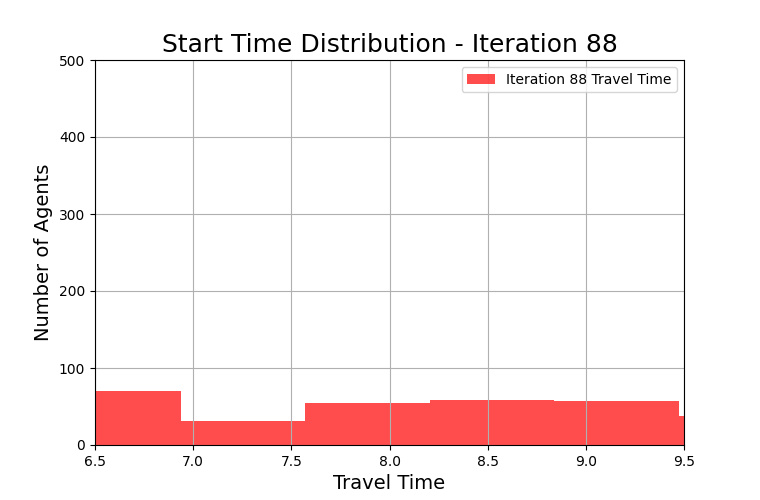 Start Time Distribution - Iteration 88
500
400
300
200
100
0
Number of Agents
Iteration 88 Travel Time
6.5 7.0 7.5 8.0 8.5 9.0 9.5
Travel Time